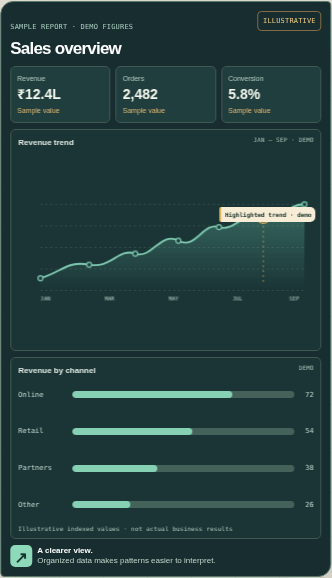 SAMPLE REPORT · DEMO FIGURES
ILLUSTRATIVE
Sales overview
Revenue
₹12.4L
Sample value
Orders
2,482
Sample value
Conversion
5.8%
Sample value
Revenue trend
JAN — SEP · DEMO
Highlighted trend · demo
JAN MAR MAY JUL SEP
Revenue by channel
DEMO
Online 72
Retail 54
Partners 38
Other 26
Illustrative indexed values · not actual business results
A clearer view.
Organized data makes patterns easier to interpret.